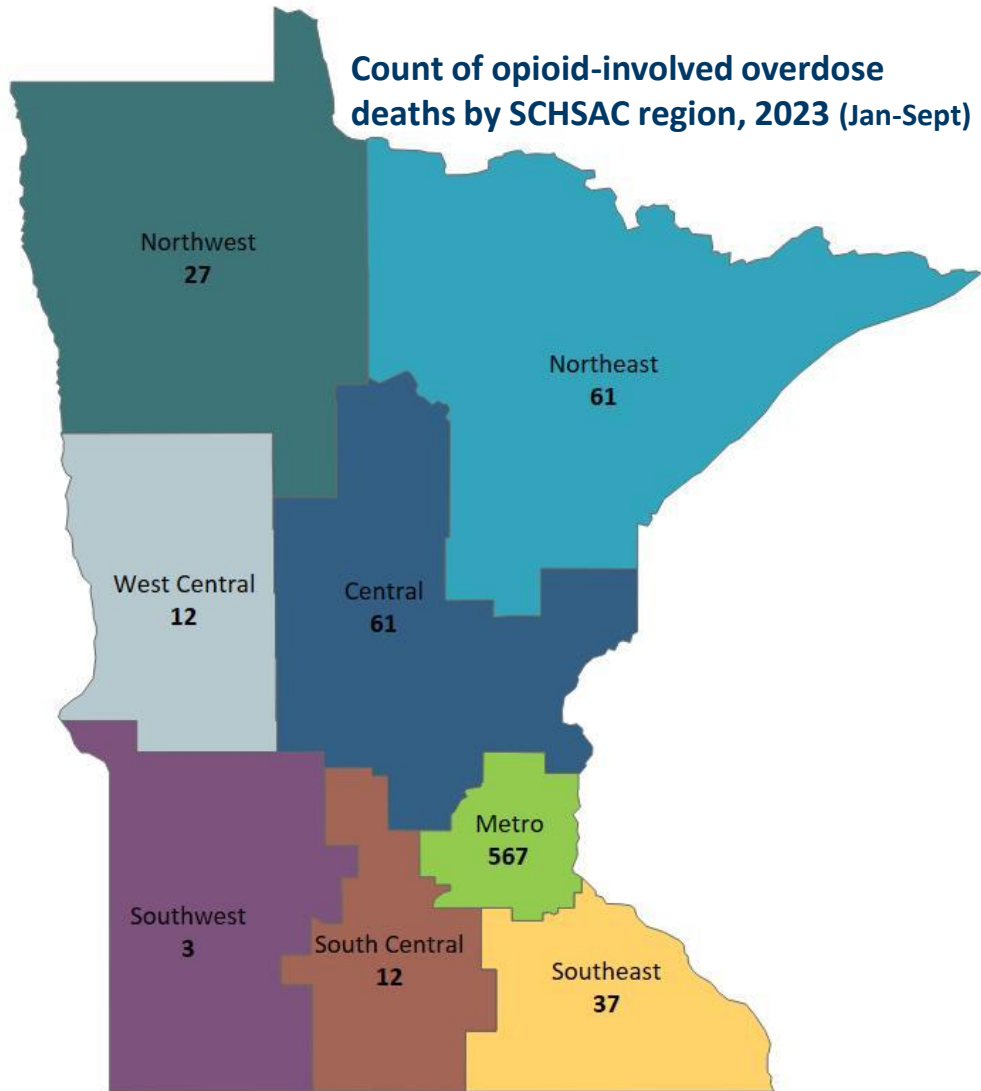 Count of opioid-involved overdose
deaths by SCHSAC region, 2023 (Jan-Sept)
Northwest
27
Northeast
61
West Central
12
Central
61
Metro
567
Southwest
3
South Central
12
Southeast
37